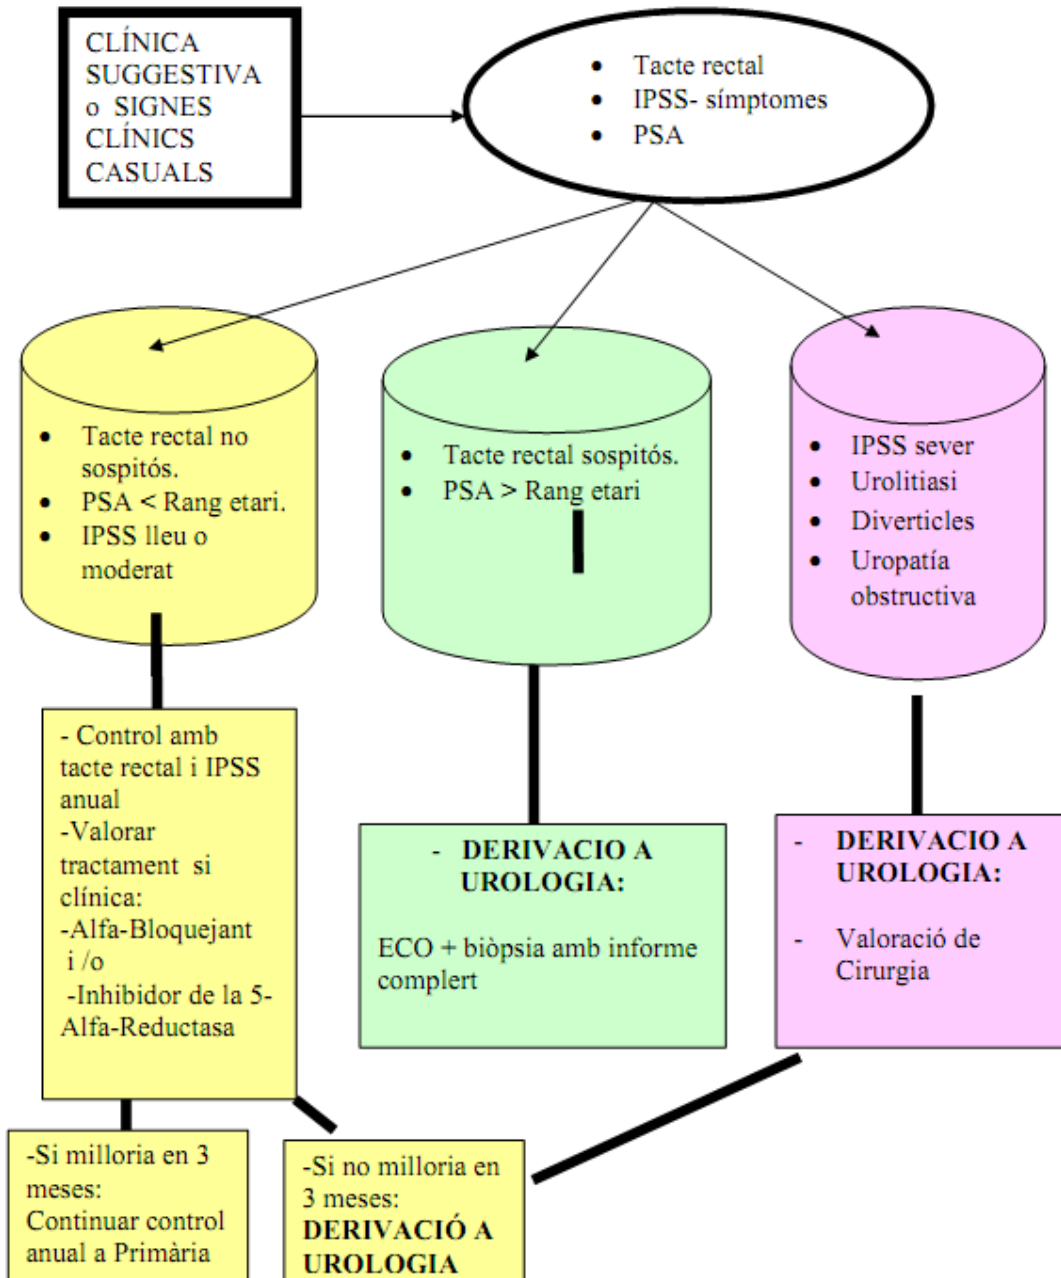 CLÍNICA
SUGGESTIVA
o SIGNES
CLÍNICS
CASUALS
• Tacte rectal
• IPSS- símptomes
• PSA
• Tacte rectal no
sospitós.
• PSA < Rang etari.
• IPSS lleu o
moderat
• Tacte rectal sospitós.
• PSA > Rang etari
• IPSS sever
• Urolitiasi
• Diverticles
• Uropatía
obstructiva
- Control amb
tacte rectal i IPSS
anual
-Valorar
tractament si
clínica:
-Alfa-Bloquejant
i /o
-Inhibidor de la 5-
Alfa-Reductasa
- DERIVACIO A
UROLOGIA:
ECO + biòpsia amb informe
complert
- DERIVACIO A
UROLOGIA:
- Valoració de
Cirurgia
-Si milloria en 3
meses:
Continuar control
anual a Primària
-Si no milloria en
3 meses:
DERIVACIÓ A
UROLOGIA